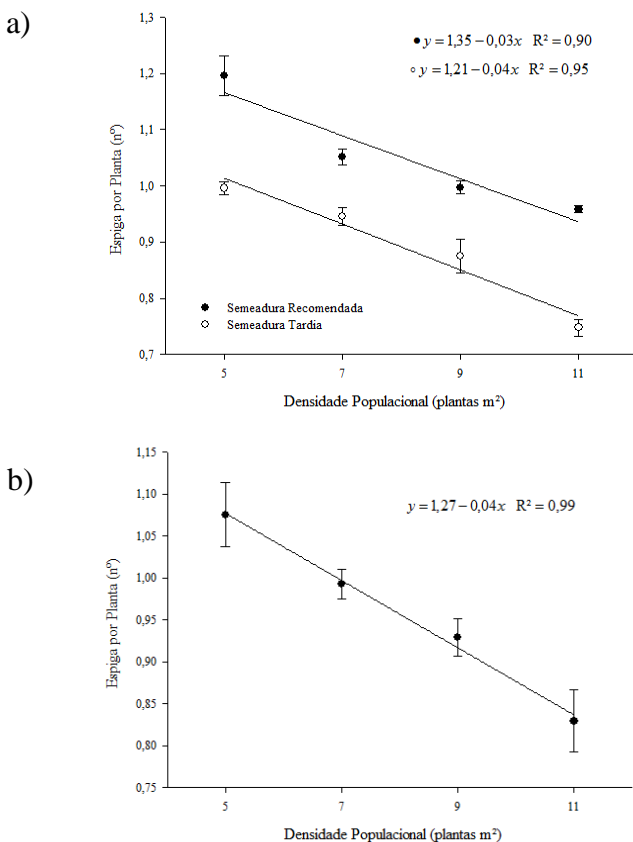 a)
● y = 1,35 – 0,03x R² = 0,90
○ y = 1,21 – 0,04x R² = 0,95
Espiga por Planta (nº)
1,3
1,2
1,1
1,0
0,9
0,8
0,7
● Semeadura Recomendada
○ Semeadura Tardia
5 7 9 11
Densidade Populacional (plantas m²)
b)
y = 1,27 – 0,04x R² = 0,99
Espiga por Planta (nº)
1,15
1,10
1,05
1,00
0,95
0,90
0,85
0,80
0,75
5 7 9 11
Densidade Populacional (plantas m²)